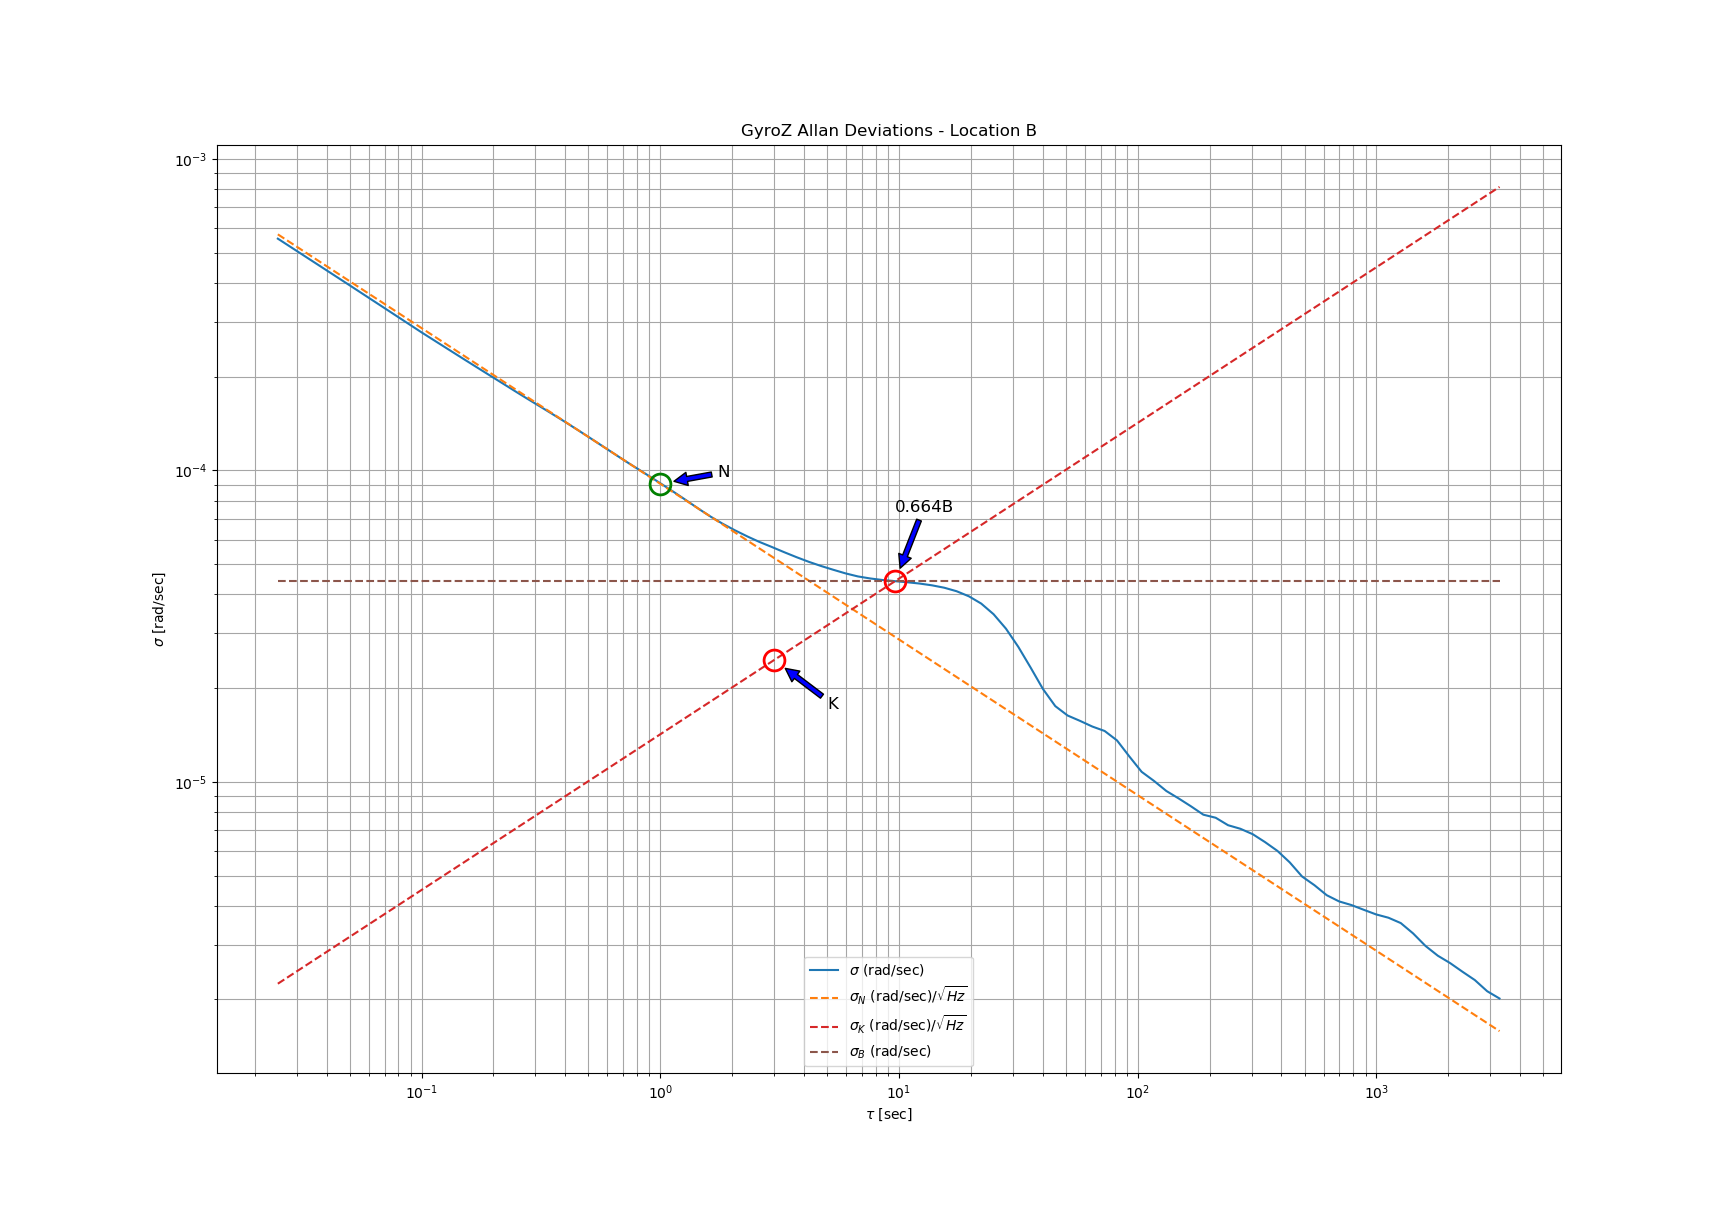 GyroZ Allan Deviations - Location B
σ [rad/sec]
10⁻³
10⁻⁴
10⁻⁵
N
0.664B
K
σ (rad/sec)
σ_N (rad/sec)/√Hz
σ_K (rad/sec)/√Hz
σ_B (rad/sec)
10⁻¹ 10⁰ 10¹ 10² 10³
τ [sec]